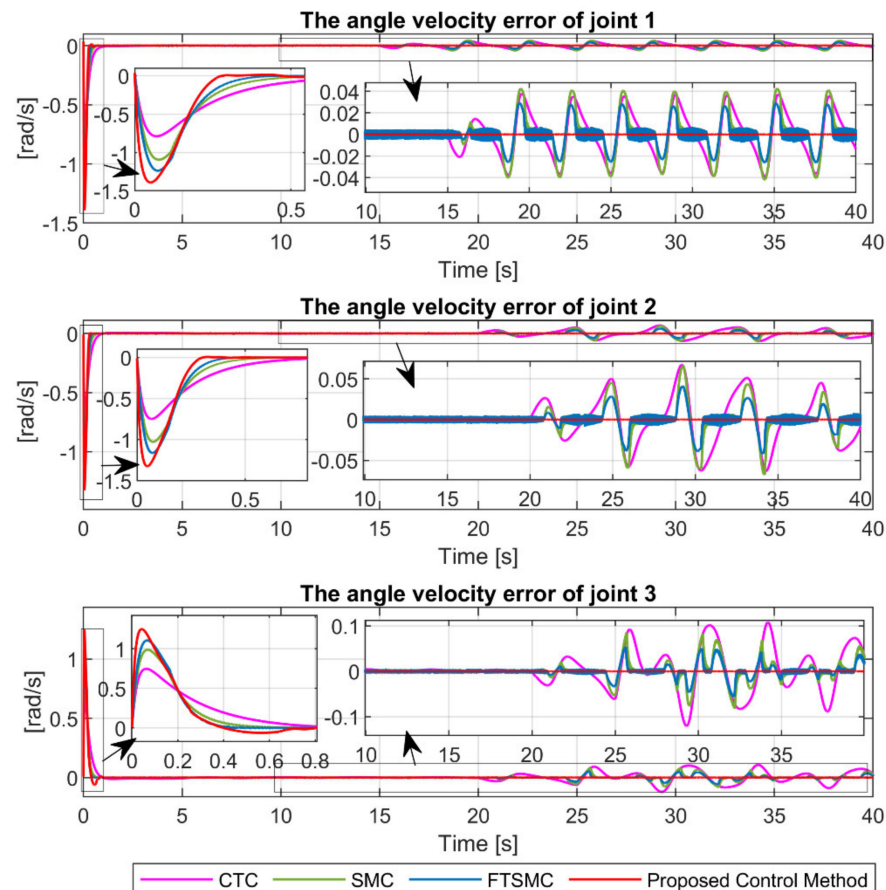 The angle velocity error of joint 1
[rad/s]
0
-0.5
-1
-1.5
0
-0.5
-1
-1.5
0
0.5
0.04
0.02
0
-0.02
-0.04
10 15 20 25 30 35 40
0 5 10 15 20 25 30 35 40
Time [s]
The angle velocity error of joint 2
[rad/s]
0
-0.5
-1
0
-0.5
-1
-1.5
0 0.5
0.05
0
-0.05
10 15 20 25 30 35 40
0 5 10 15 20 25 30 35 40
Time [s]
The angle velocity error of joint 3
[rad/s]
1
0.5
0
1
0.5
0
0 0.2 0.4 0.6 0.8
0.1
0
-0.1
10 15 20 25 30 35
0 5 10 15 20 25 30 35 40
Time [s]
CTC SMC FTSMC Proposed Control Method